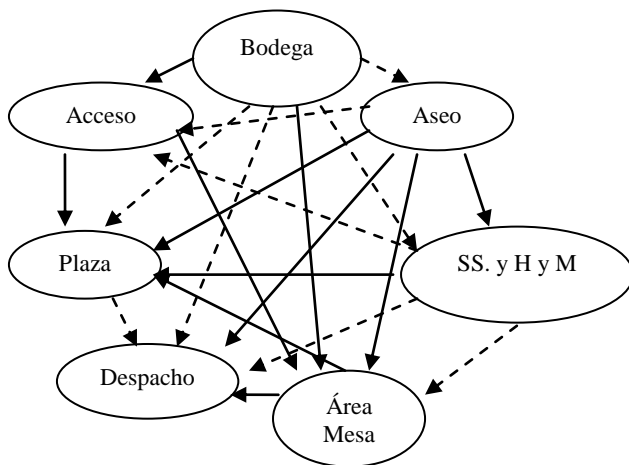 Bodega
Acceso
Aseo
Plaza
SS. y H y M
Despacho
Área
Mesa